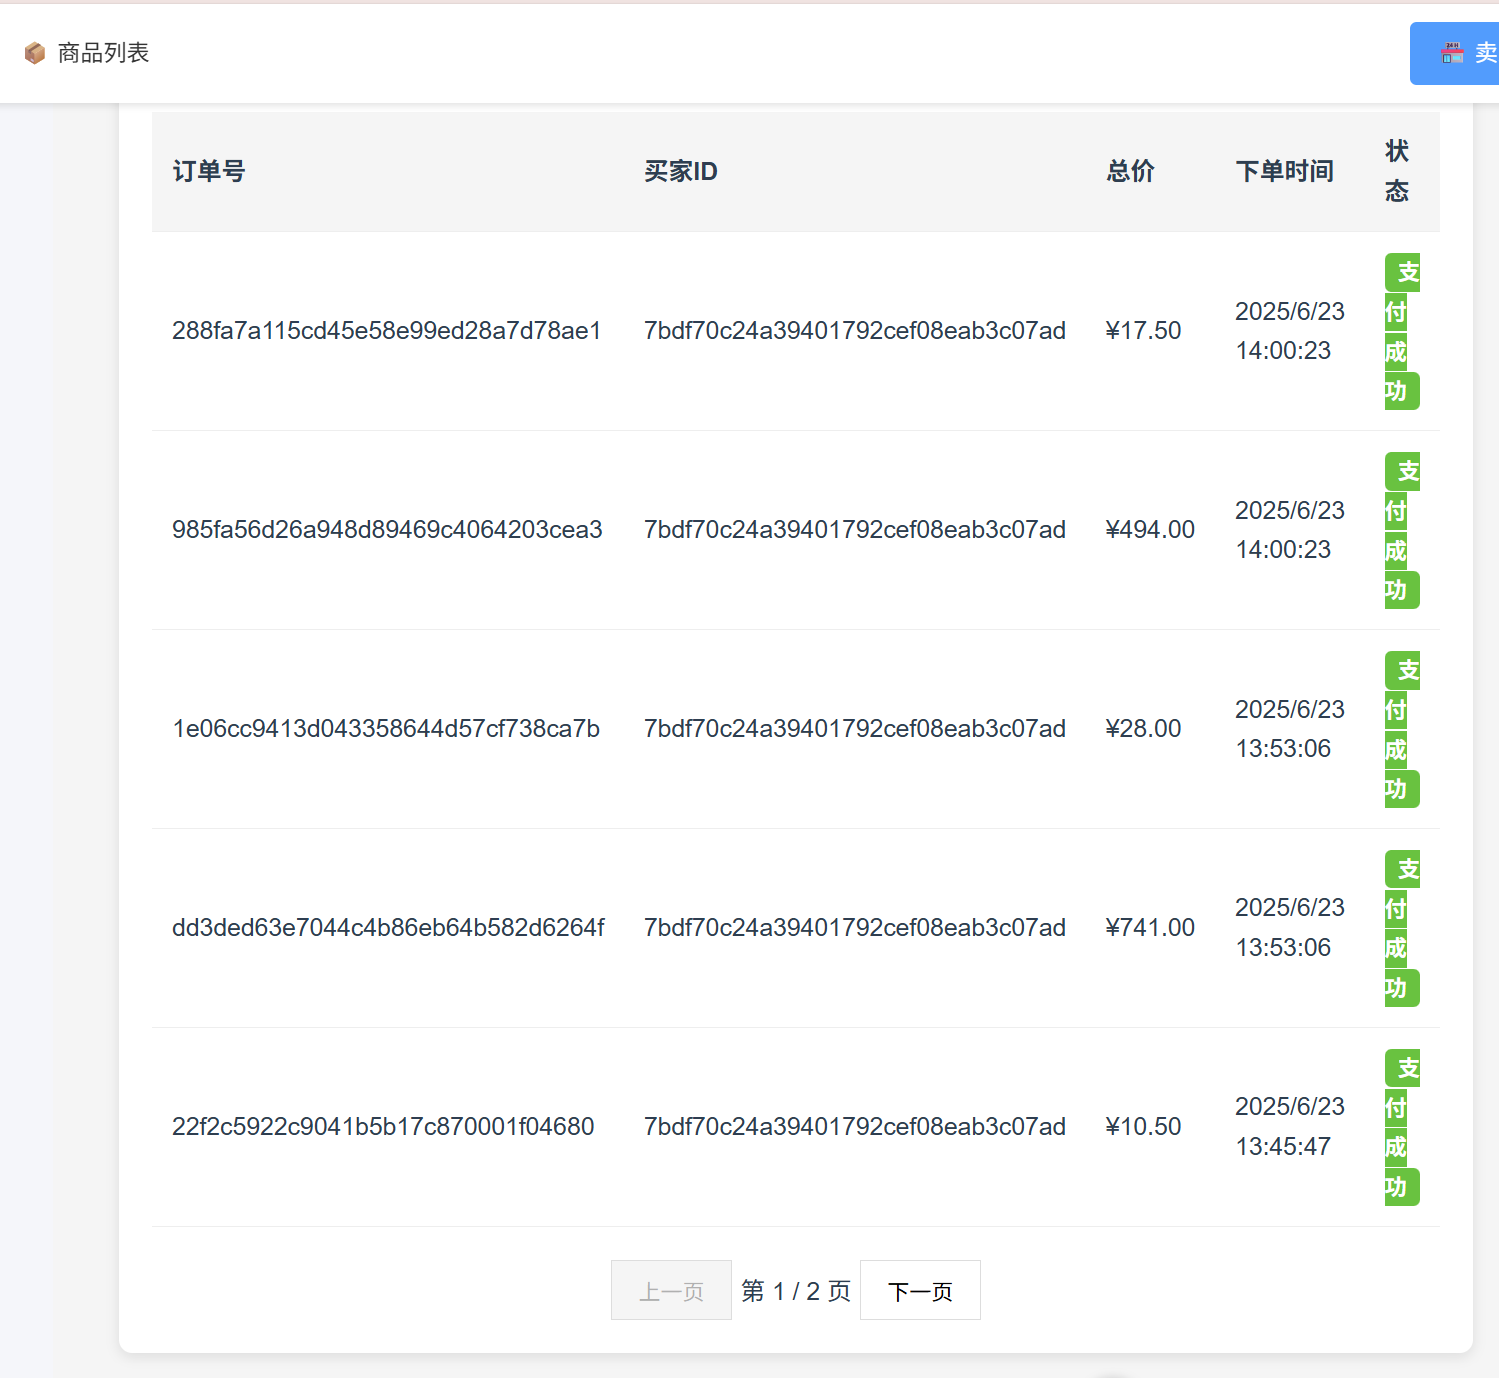 商品列表
卖
订单号 买家ID 总价 下单时间 状
态
288fa7a115cd45e58e99ed28a7d78ae1 7bdf70c24a39401792cef08eab3c07ad ¥17.50 2025/6/23
14:00:23
支
付
成
功
985fa56d26a948d89469c4064203cea3 7bdf70c24a39401792cef08eab3c07ad ¥494.00 2025/6/23
14:00:23
支
付
成
功
1e06cc9413d043358644d57cf738ca7b 7bdf70c24a39401792cef08eab3c07ad ¥28.00 2025/6/23
13:53:06
支
付
成
功
dd3ded63e7044c4b86eb64b582d6264f 7bdf70c24a39401792cef08eab3c07ad ¥741.00 2025/6/23
13:53:06
支
付
成
功
22f2c5922c9041b5b17c870001f04680 7bdf70c24a39401792cef08eab3c07ad ¥10.50 2025/6/23
13:45:47
支
付
成
功
上一页 第 1 / 2 页 下一页